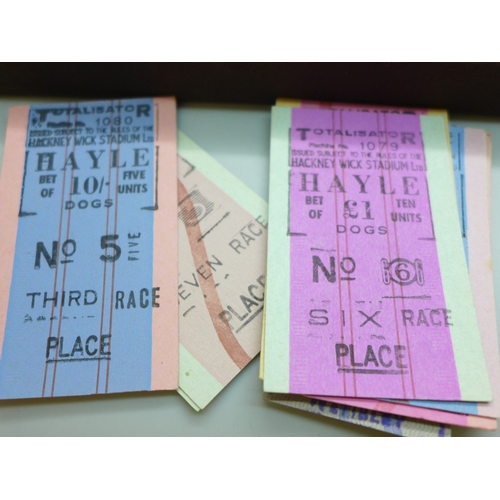 TOTALISATOR
1080
ISSUED SUBJECT TO THE RULES OF THE
HACKNEY WICK STADIUM Ltd
HAYLE
BET OF 10/- FIVE UNITS
DOGS
No 5 FIVE
THIRD RACE
PLACE
EVEN RACE
PLACE
TOTALISATOR
Machine No. 1079
ISSUED SUBJECT TO THE RULES OF THE
HACKNEY WICK STADIUM Ltd
HAYLE
BET OF £1 TEN UNITS
DOGS
No 6
SIX RACE
PLACE